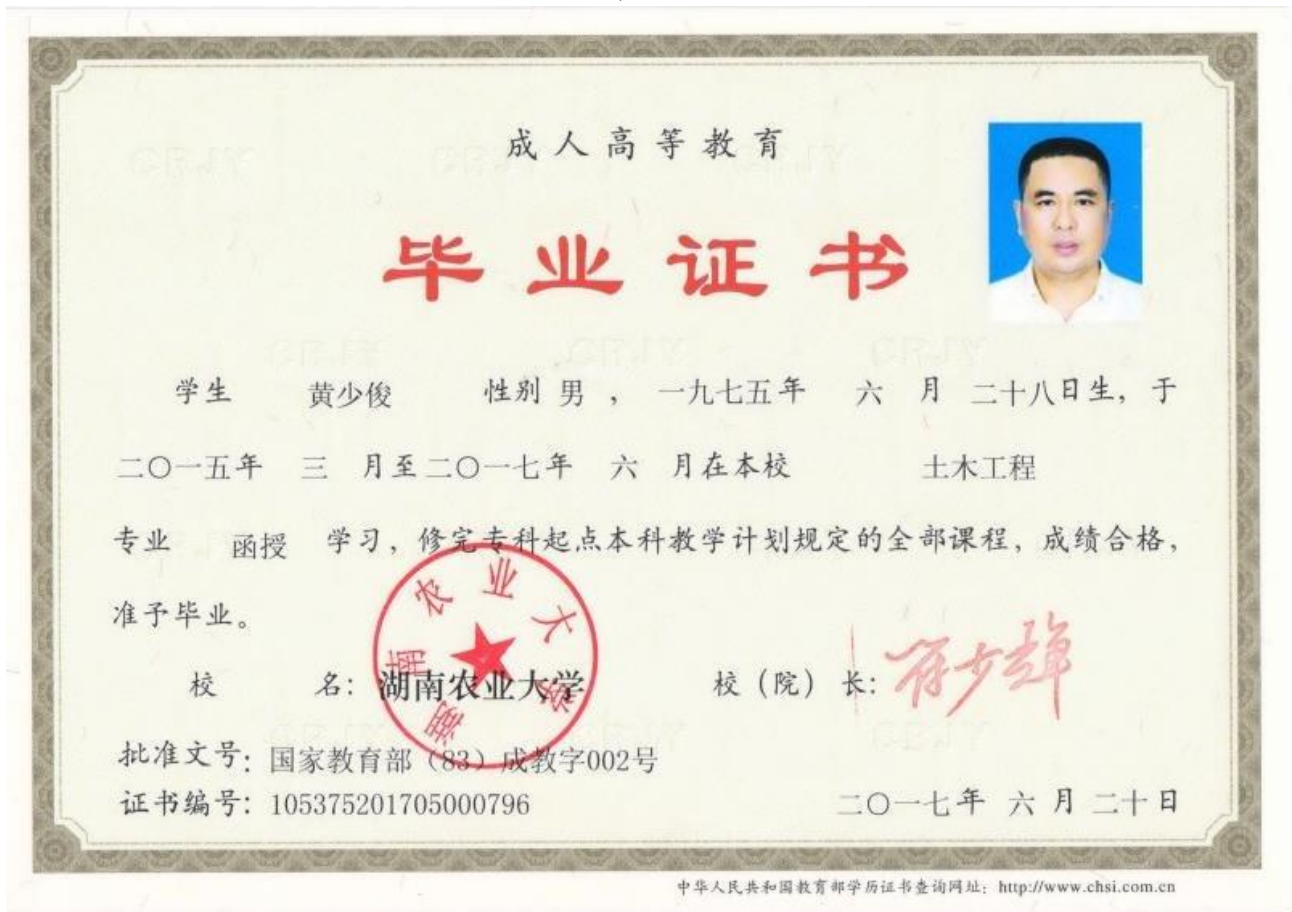 成人高等教育
毕业证书
学生 黄少俊 性别 男 ， 一九七五年 六 月 二十八日生，于
二〇一五年 三 月至二〇一七年 六 月在本校 土木工程
专业 函授 学习，修完专科起点本科教学计划规定的全部课程，成绩合格，
准予毕业。
湖南农业大学
校 名：湖南农业大学 校（院）长：
批准文号：国家教育部（83）成教字002号
证书编号：105375201705000796 二〇一七年 六 月 二十日
中华人民共和国教育部学历证书查询网址：http://www.chsi.com.cn